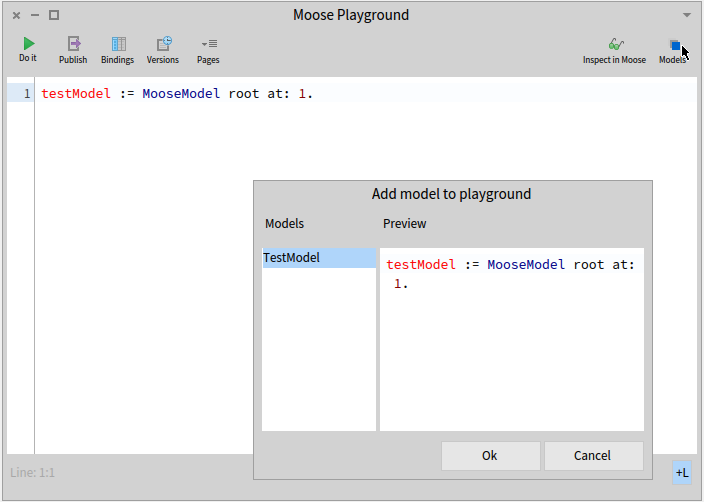 Moose Playground
Do it
Publish
Bindings
Versions
Pages
Inspect in Moose
Models
1 testModel := MooseModel root at: 1.
Add model to playground
Models
Preview
TestModel
testModel := MooseModel root at:
1.
Ok
Cancel
Line: 1:1
+L